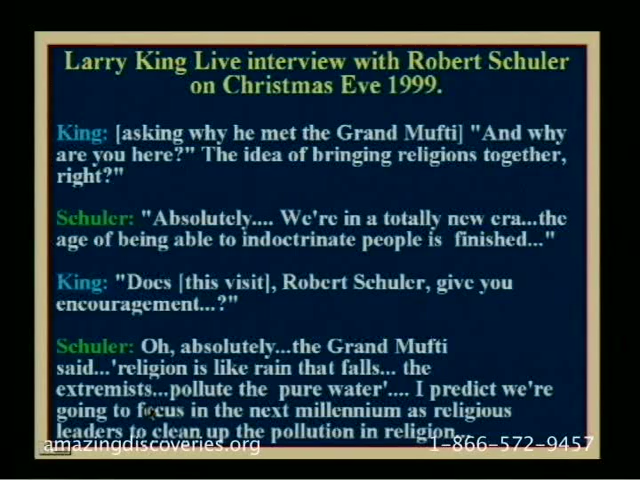 Larry King Live interview with Robert Schuler
on Christmas Eve 1999.
King: [asking why he met the Grand Mufti] "And why
are you here?" The idea of bringing religions together,
right?"
Schuler: "Absolutely.... We're in a totally new era...the
age of being able to indoctrinate people is finished..."
King: "Does [this visit], Robert Schuler, give you
encouragement...?"
Schuler: Oh, absolutely...the Grand Mufti
said...'religion is like rain that falls... the
extremists...pollute the pure water'.... I predict we're
going to focus in the next millennium as religious
leaders to clean up the pollution in religion...
amazingdiscoveries.org 1-866-572-9457